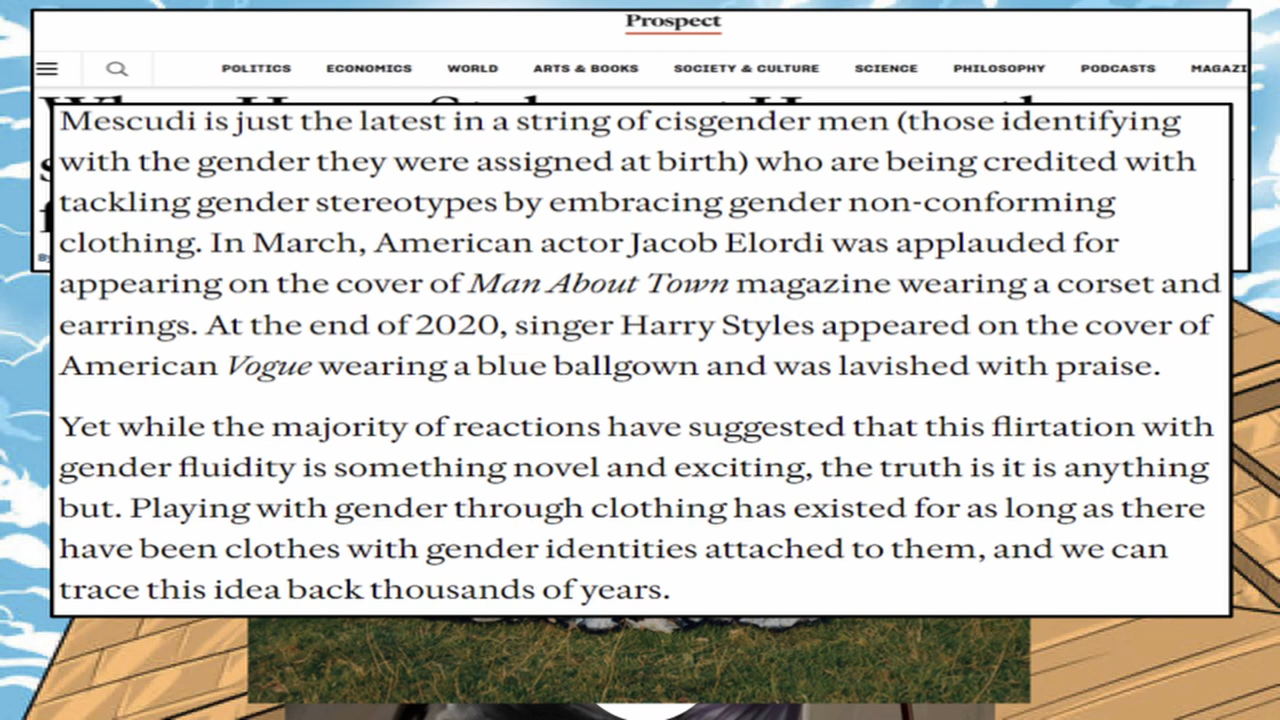 Prospect
POLITICS ECONOMICS WORLD ARTS & BOOKS SOCIETY & CULTURE SCIENCE PHILOSOPHY PODCASTS
Mescudi is just the latest in a string of cisgender men (those identifying
with the gender they were assigned at birth) who are being credited with
tackling gender stereotypes by embracing gender non-conforming
clothing. In March, American actor Jacob Elordi was applauded for
appearing on the cover of Man About Town magazine wearing a corset and
earrings. At the end of 2020, singer Harry Styles appeared on the cover of
American Vogue wearing a blue ballgown and was lavished with praise.
Yet while the majority of reactions have suggested that this flirtation with
gender fluidity is something novel and exciting, the truth is it is anything
but. Playing with gender through clothing has existed for as long as there
have been clothes with gender identities attached to them, and we can
trace this idea back thousands of years.